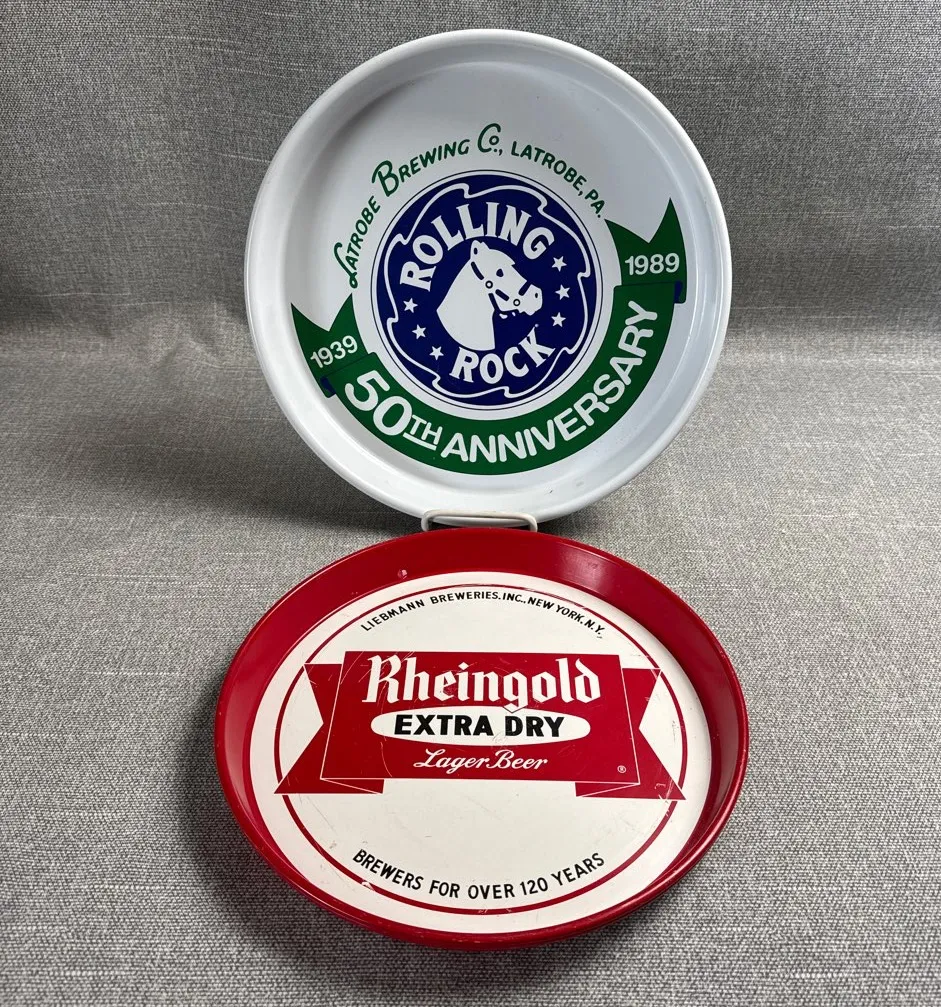 LATROBE BREWING Co., LATROBE, PA.
ROLLING
ROCK
1939
1989
50TH ANNIVERSARY
LIEBMANN BREWERIES. INC., NEW YORK, N.Y.
Rheingold
EXTRA DRY
Lager Beer
®
BREWERS FOR OVER 120 YEARS